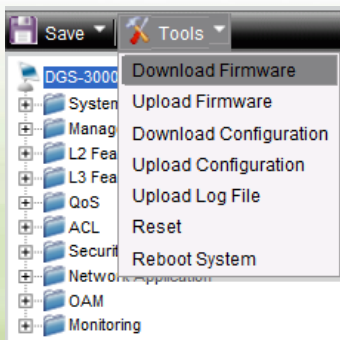 Save Tools
DGS-3000
Download Firmware
System
Upload Firmware
Manag
Download Configuration
L2 Fea
Upload Configuration
L3 Fea
QoS
Upload Log File
ACL
Reset
Securit
Reboot System
Network Application
OAM
Monitoring